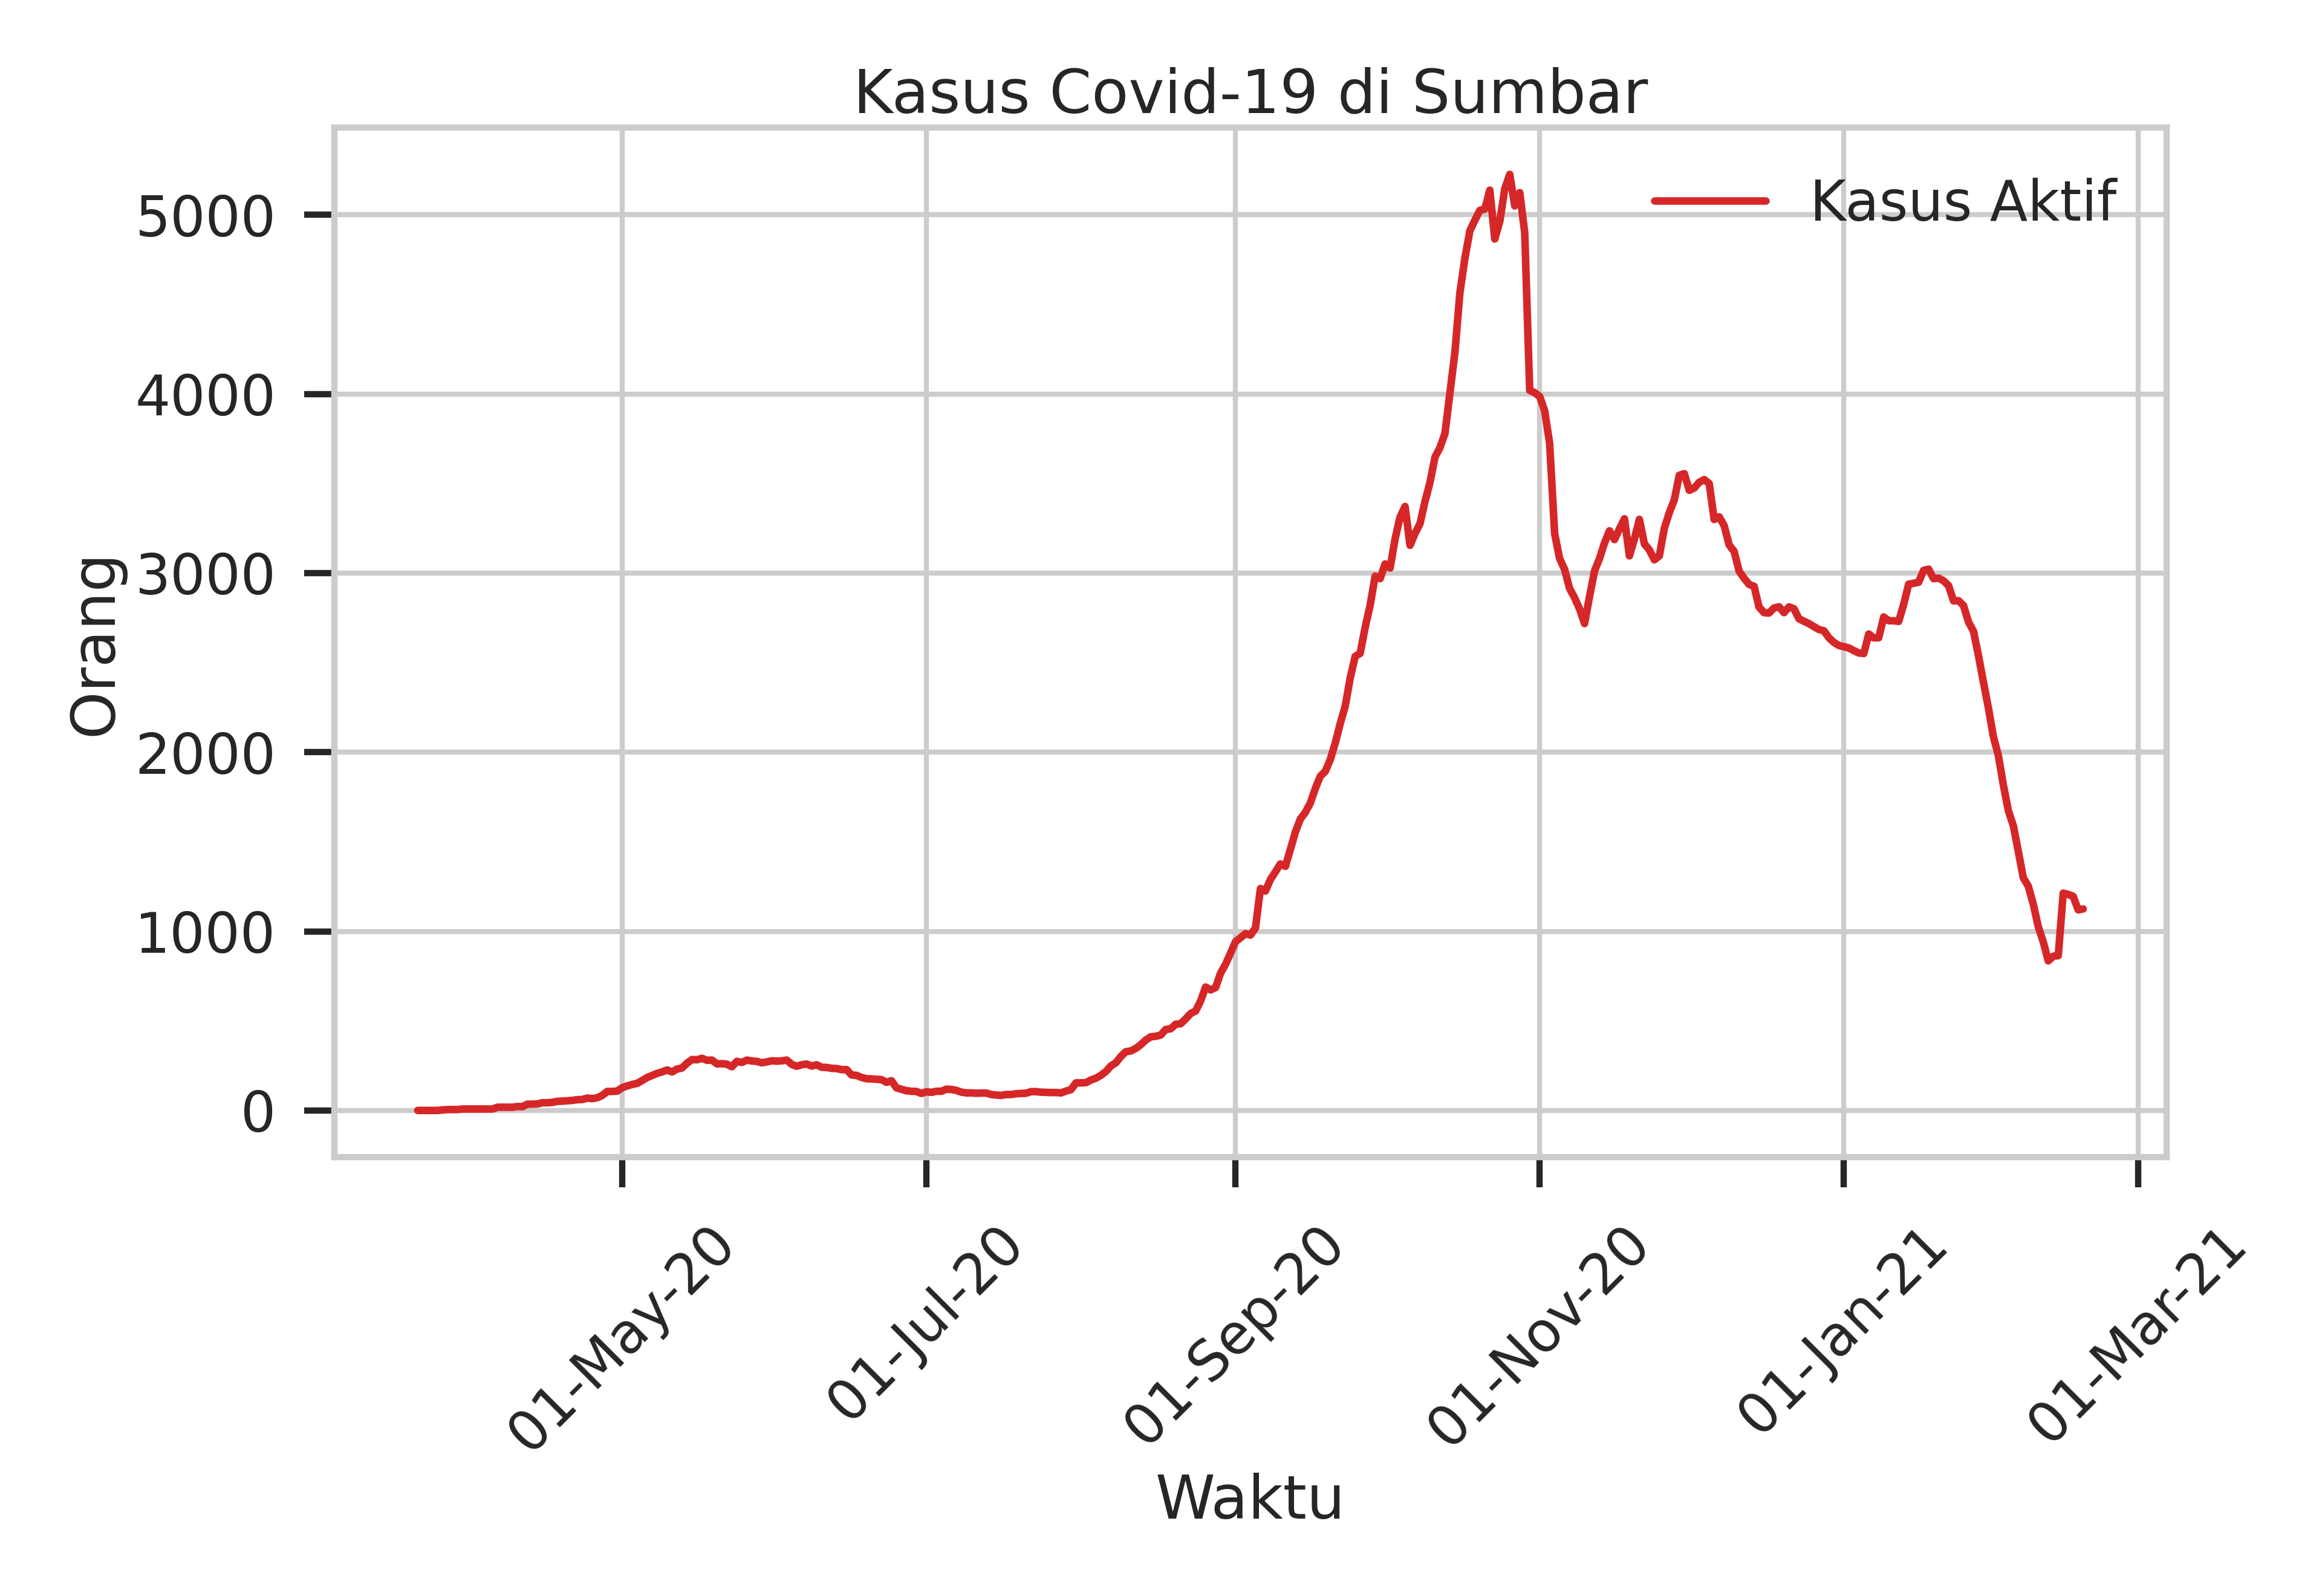 Kasus Covid-19 di Sumbar
Kasus Aktif
Orang
5000
4000
3000
2000
1000
0
01-May-20
01-Jul-20
01-Sep-20
01-Nov-20
01-Jan-21
01-Mar-21
Waktu